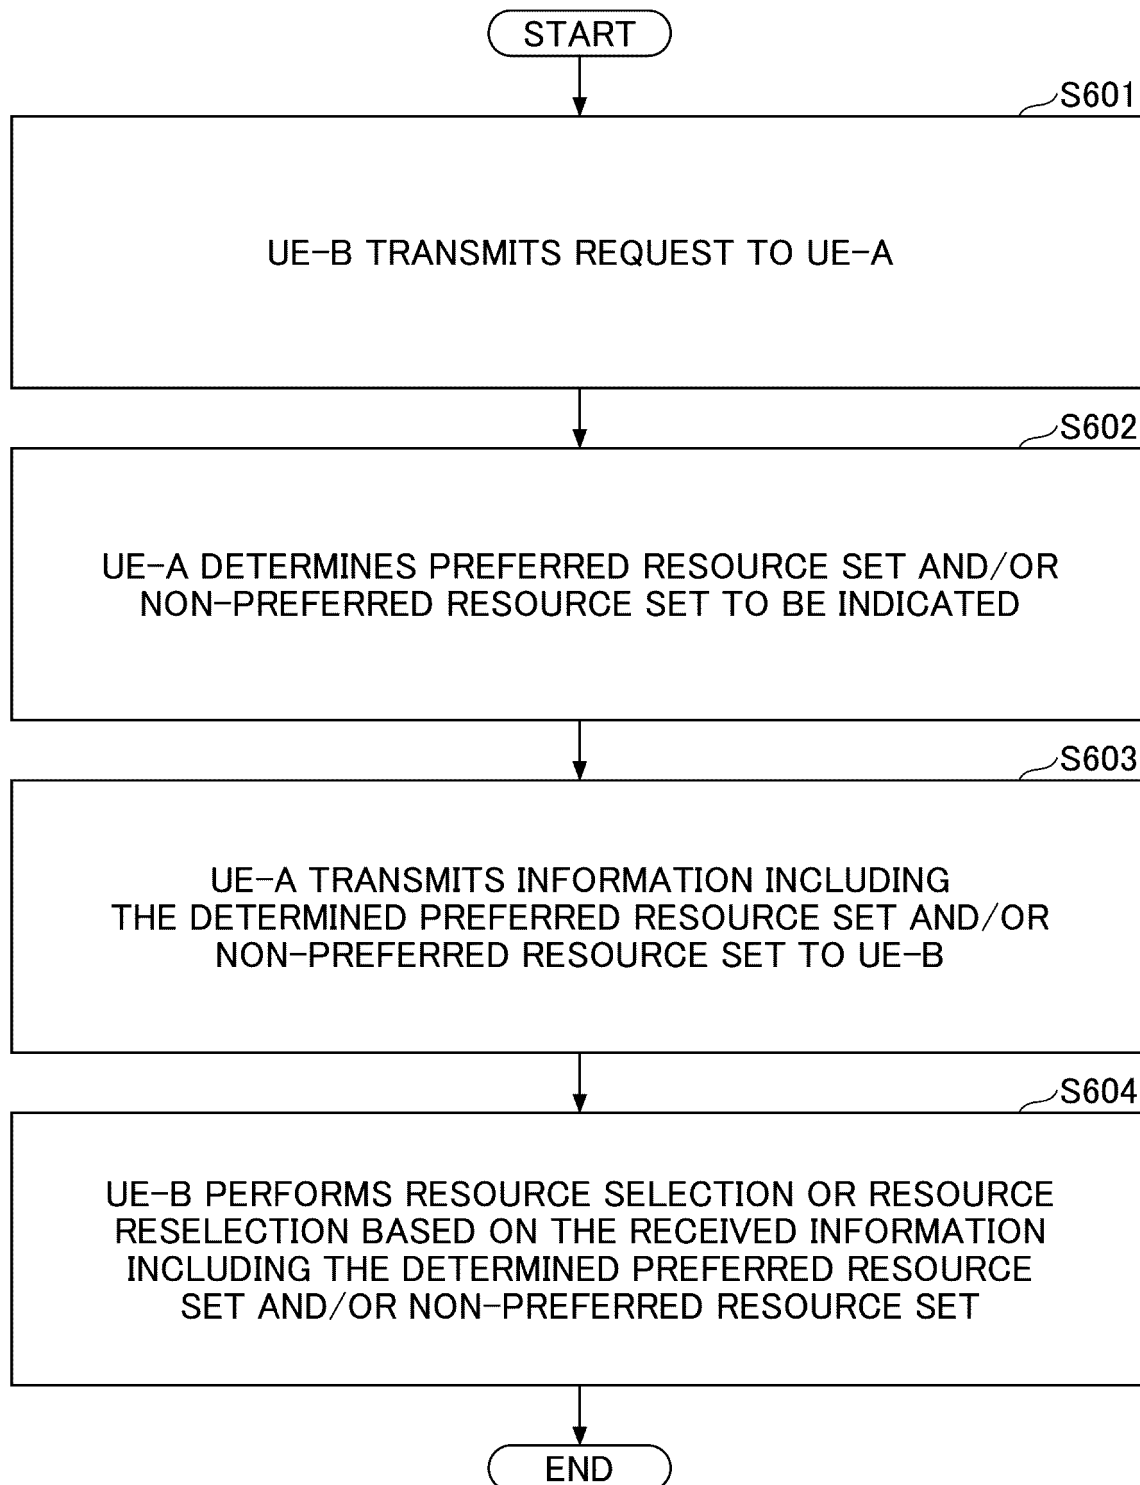 START
S601
UE-B TRANSMITS REQUEST TO UE-A
S602
UE-A DETERMINES PREFERRED RESOURCE SET AND/OR
NON-PREFERRED RESOURCE SET TO BE INDICATED
S603
UE-A TRANSMITS INFORMATION INCLUDING
THE DETERMINED PREFERRED RESOURCE SET AND/OR
NON-PREFERRED RESOURCE SET TO UE-B
S604
UE-B PERFORMS RESOURCE SELECTION OR RESOURCE
RESELECTION BASED ON THE RECEIVED INFORMATION
INCLUDING THE DETERMINED PREFERRED RESOURCE
SET AND/OR NON-PREFERRED RESOURCE SET
END